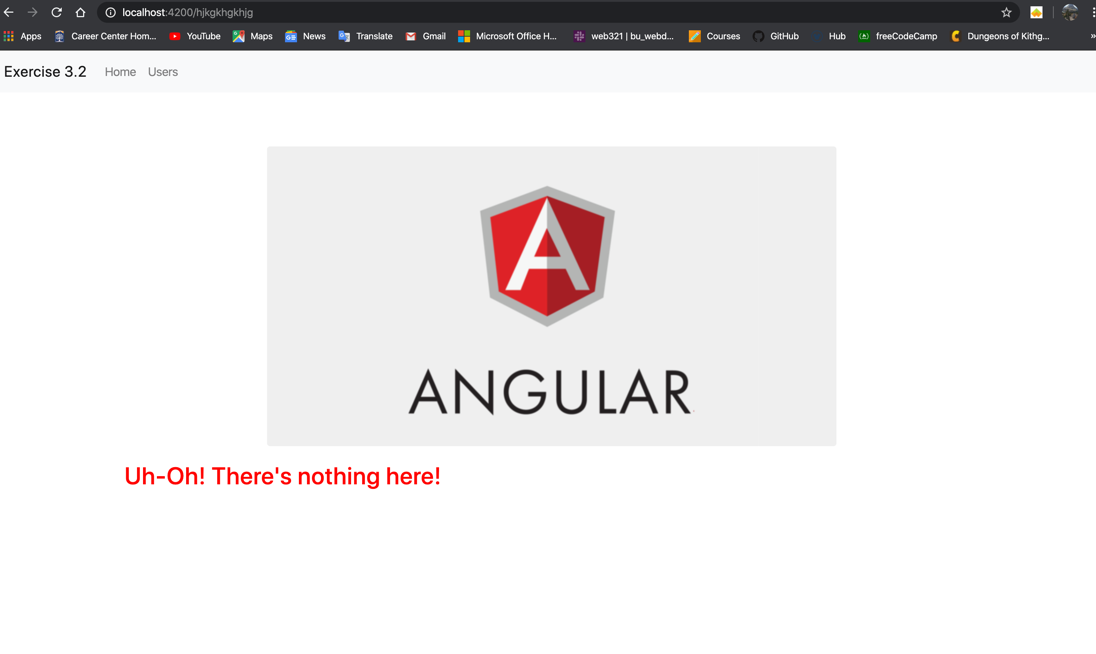 localhost:4200/hjkgkhgkhjg
Apps Career Center Hom... YouTube Maps News Translate Gmail Microsoft Office H... web321 | bu_webd... Courses GitHub Hub freeCodeCamp Dungeons of Kithg... »
Exercise 3.2 Home Users
ANGULAR
Uh-Oh! There's nothing here!